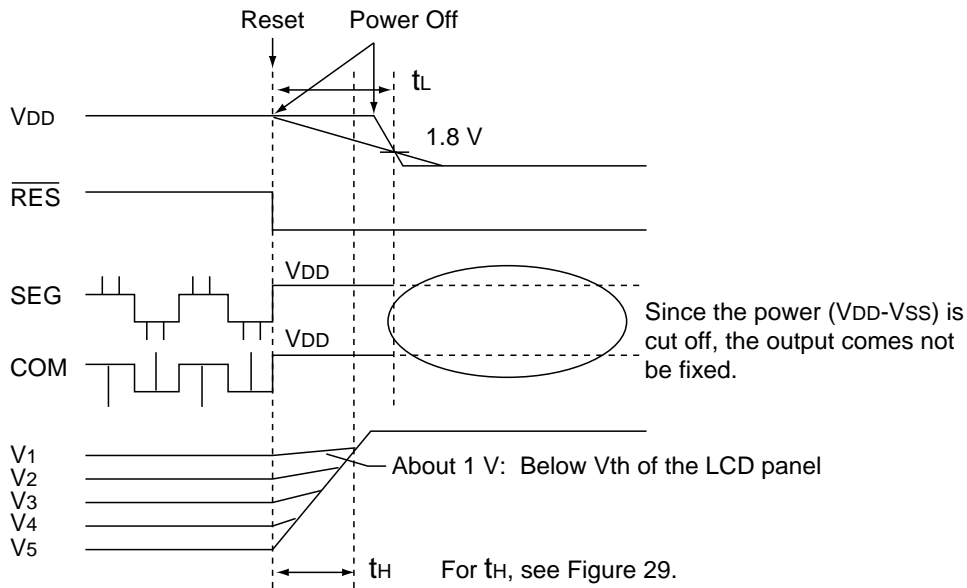 Reset Power Off
tL
VDD
1.8 V
RES
VDD
SEG
VDD
COM
Since the power (VDD-VSS) is
cut off, the output comes not
be fixed.
V1
About 1 V: Below Vth of the LCD panel
V2
V3
V4
V5
tH For tH, see Figure 29.